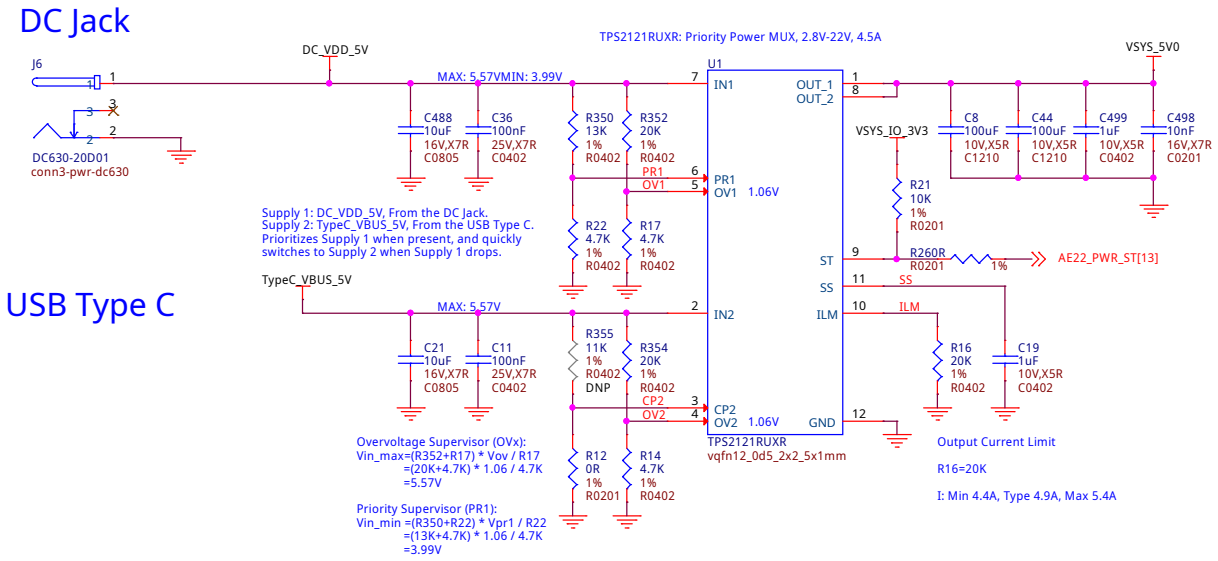 DC Jack
TPS2121RUXR: Priority Power MUX, 2.8V-22V, 4.5A
DC_VDD_5V
VSYS_5V0
J6
1
1
3
3
2
2
DC630-20D01
conn3-pwr-dc630
MAX: 5.57V
MIN: 3.99V
C488
10uF
16V,X7R
C0805
C36
100nF
25V,X7R
C0402
R350
13K
1%
R0402
R352
20K
1%
R0402
PR1
OV1
R22
4.7K
1%
R0402
R17
4.7K
1%
R0402
Supply 1: DC_VDD_5V, From the DC Jack.
Supply 2: TypeC_VBUS_5V, From the USB Type C.
Prioritizes Supply 1 when present, and quickly
switches to Supply 2 when Supply 1 drops.
U1
7
IN1
6
PR1
5
OV1
1.06V
2
IN2
3
CP2
4
OV2
1.06V
OUT_1
1
OUT_2
8
ST
9
SS
11
ILM
10
GND
12
TPS2121RUXR
vqfn12_0d5_2x2_5x1mm
C8
100uF
10V,X5R
C1210
C44
100uF
10V,X5R
C1210
C499
1uF
10V,X5R
C0402
C498
10nF
16V,X7R
C0201
VSYS_IO_3V3
R21
10K
1%
R0201
R260R
R0201
1%
AE22_PWR_ST[13]
SS
ILM
R16
20K
1%
R0402
C19
1uF
10V,X5R
C0402
Output Current Limit
R16=20K
I: Min 4.4A, Type 4.9A, Max 5.4A
USB Type C
TypeC_VBUS_5V
MAX: 5.57V
C21
10uF
16V,X7R
C0805
C11
100nF
25V,X7R
C0402
R355
11K
1%
R0402
DNP
R354
20K
1%
R0402
CP2
OV2
R12
0R
1%
R0201
R14
4.7K
1%
R0402
Overvoltage Supervisor (OVx):
Vin_max=(R352+R17) * Vov / R17
=(20K+4.7K) * 1.06 / 4.7K
=5.57V
Priority Supervisor (PR1):
Vin_min =(R350+R22) * Vpr1 / R22
=(13K+4.7K) * 1.06 / 4.7K
=3.99V